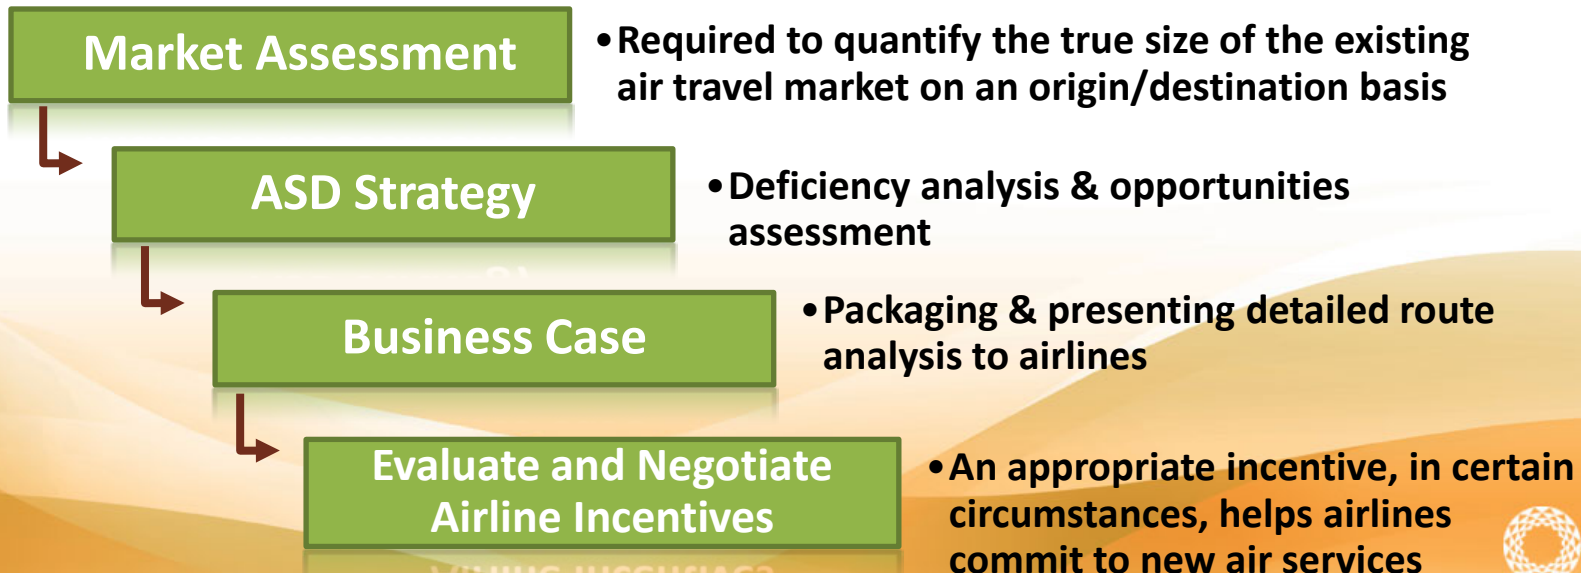 Market Assessment
•Required to quantify the true size of the existing
air travel market on an origin/destination basis
ASD Strategy
•Deficiency analysis & opportunities
assessment
Business Case
•Packaging & presenting detailed route
analysis to airlines
Evaluate and Negotiate
Airline Incentives
•An appropriate incentive, in certain
circumstances, helps airlines
commit to new air services